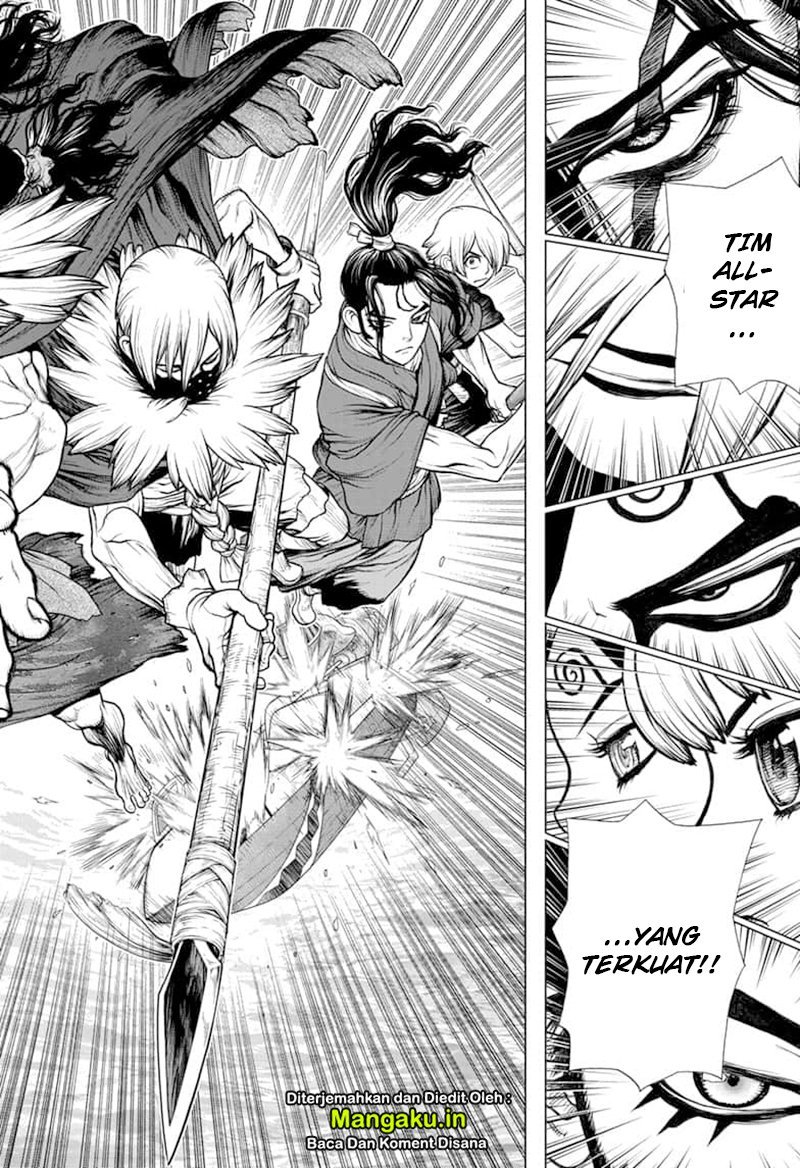 TIM
ALL-
STAR
...
...YANG
TERKUAT!!
Diterjemahkan dan Diedit Oleh :
Mangaku.in
Baca Dan Koment Disana